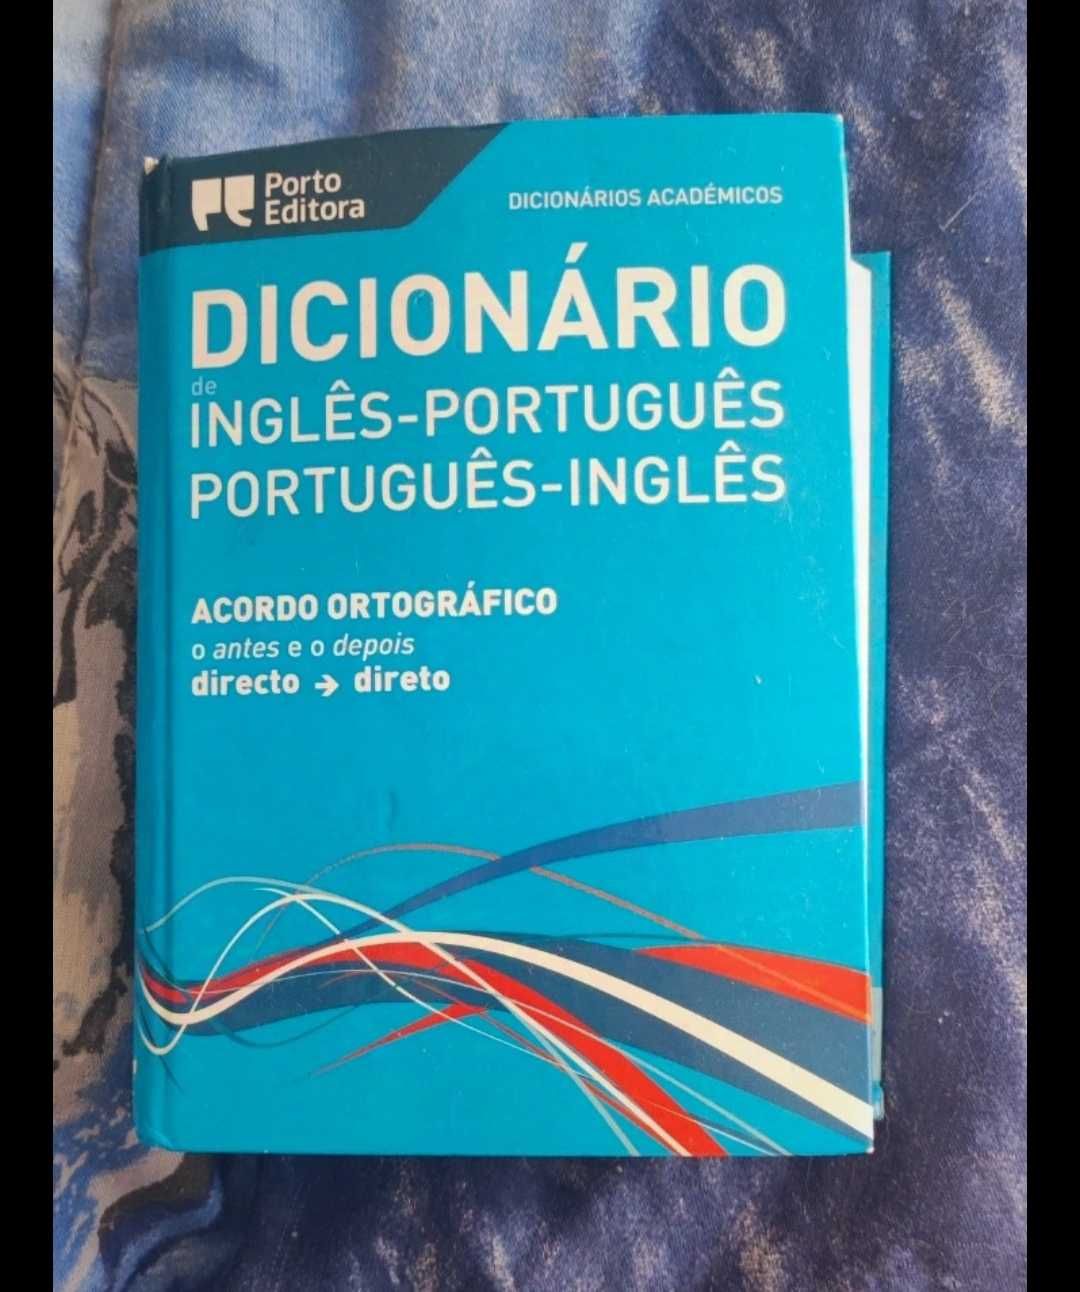 Porto
Editora
DICIONÁRIOS ACADÉMICOS
DICIONÁRIO
de
INGLÊS-PORTUGUÊS
PORTUGUÊS-INGLÊS
ACORDO ORTOGRÁFICO
o antes e o depois
directo → direto